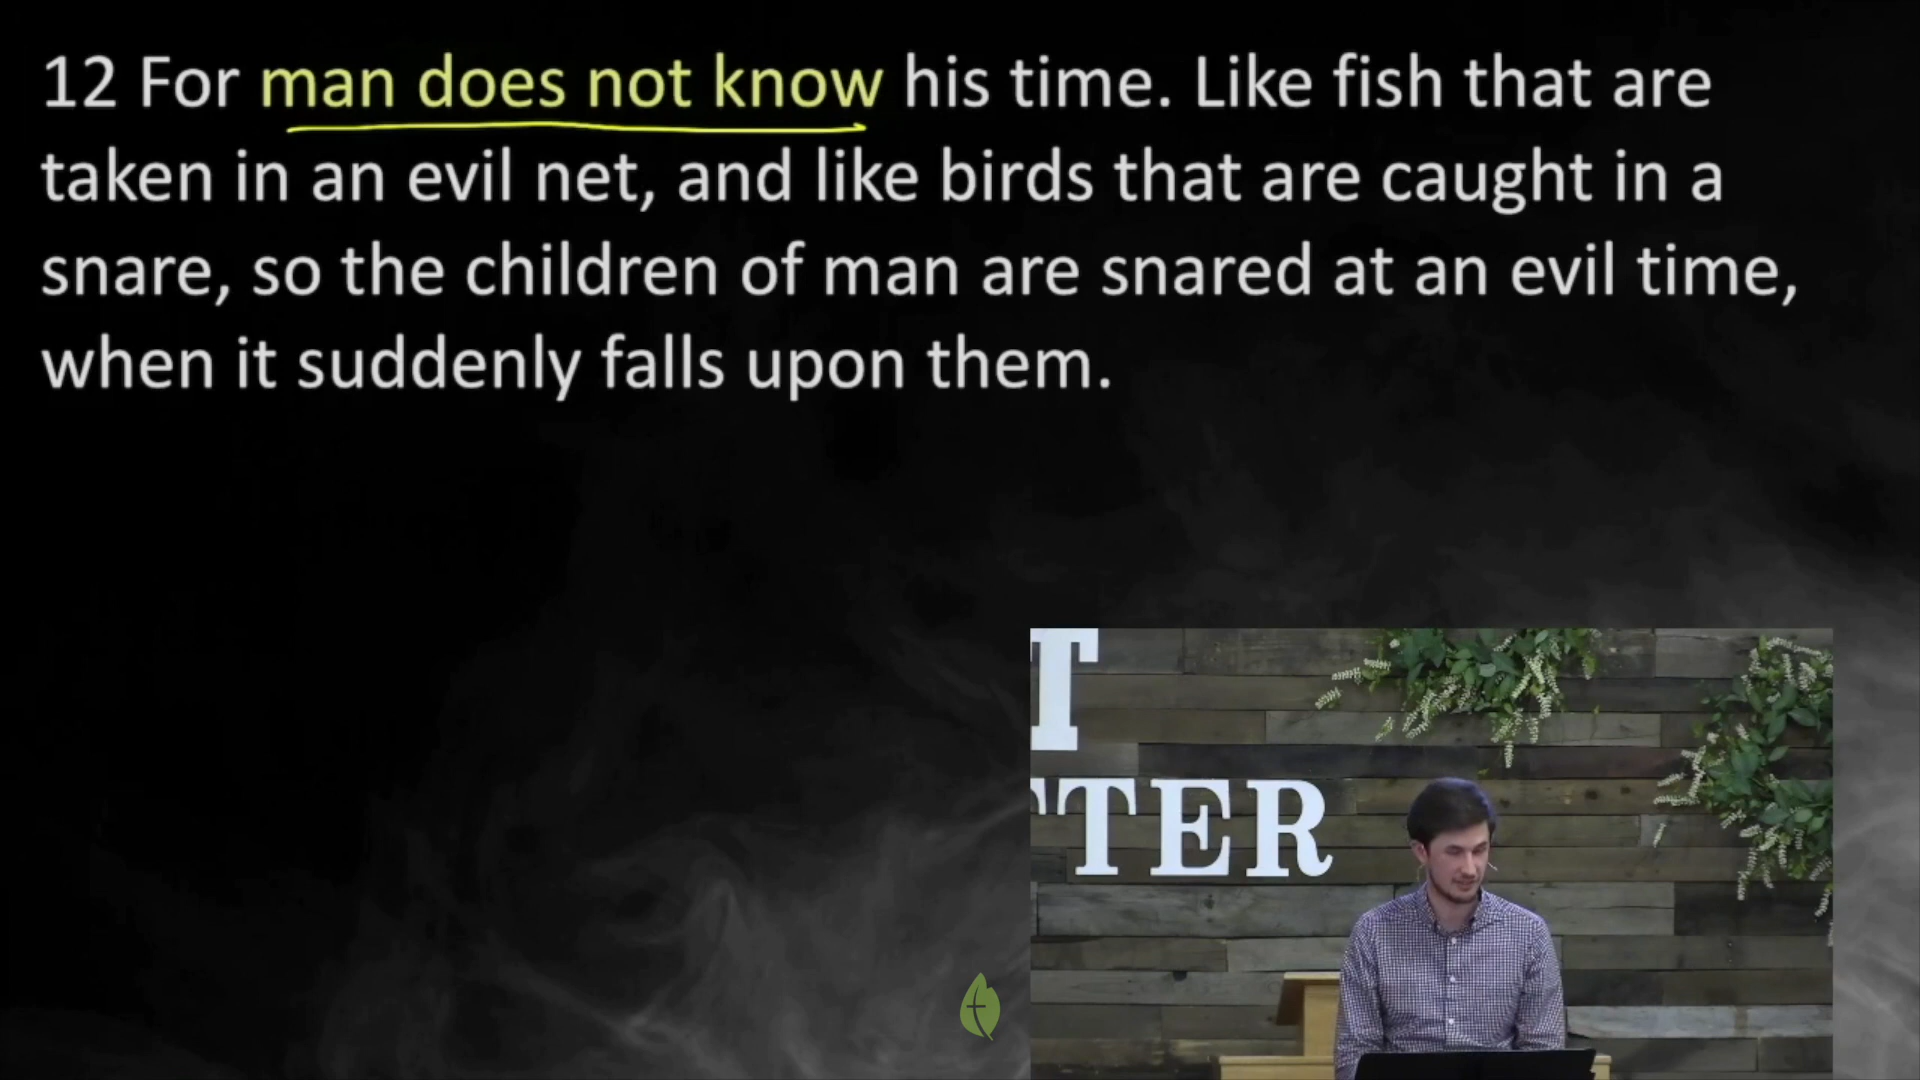 12 For man does not know his time. Like fish that are
taken in an evil net, and like birds that are caught in a
snare, so the children of man are snared at an evil time,
when it suddenly falls upon them.
T
TER